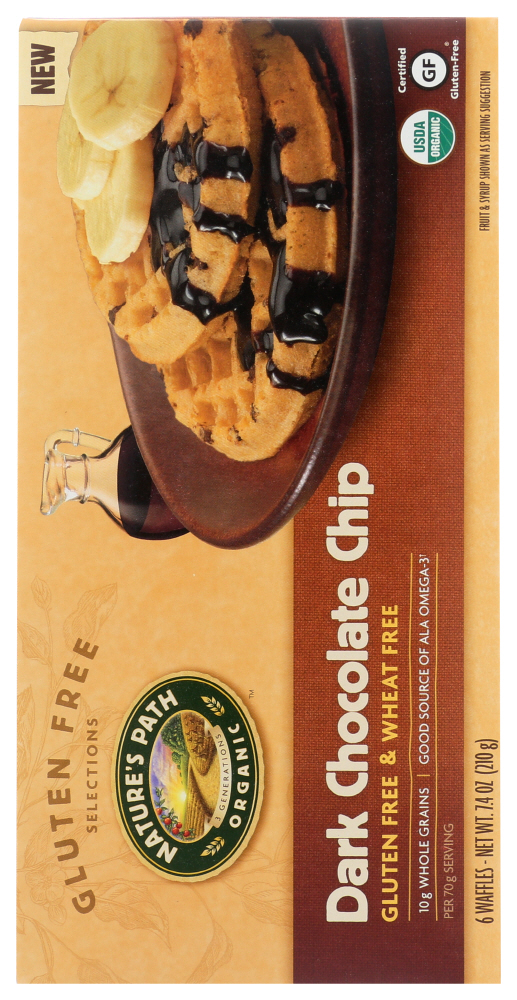 GLUTEN FREE
SELECTIONS
NEW
NATURE'S PATH
3 GENERATIONS
ORGANIC
™
Dark Chocolate Chip
GLUTEN FREE & WHEAT FREE
10g WHOLE GRAINS | GOOD SOURCE OF ALA OMEGA-3†
PER 70g SERVING
USDA
ORGANIC
Certified
GF
®
Gluten-Free
6 WAFFLES - NET WT. 7.4 OZ (210 g)
FRUIT & SYRUP SHOWN AS SERVING SUGGESTION